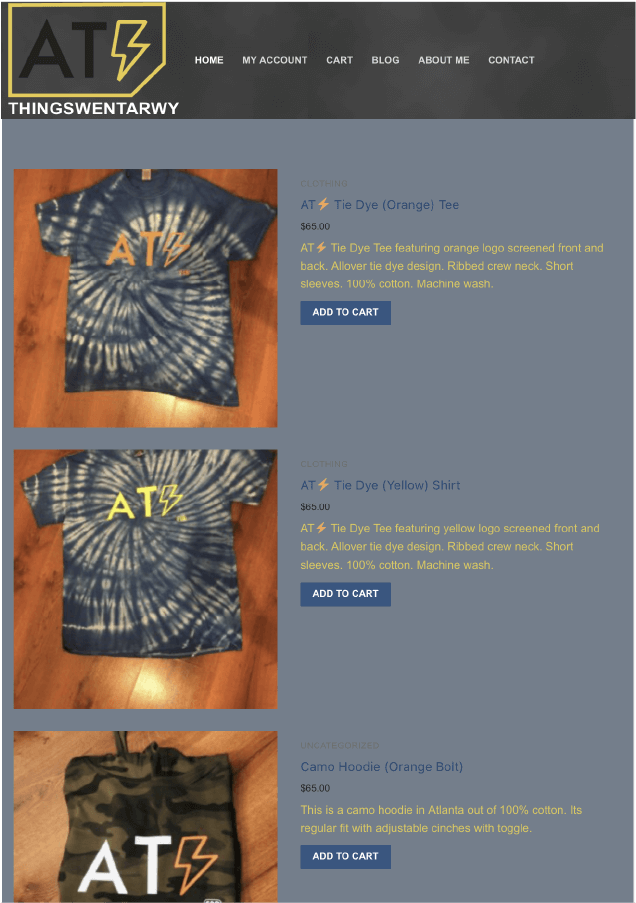 AT⚡
THINGSWENTARWY
HOME MY ACCOUNT CART BLOG ABOUT ME CONTACT
AT⚡
CLOTHING
AT⚡ Tie Dye (Orange) Tee
$65.00
AT⚡ Tie Dye Tee featuring orange logo screened front and
back. Allover tie dye design. Ribbed crew neck. Short
sleeves. 100% cotton. Machine wash.
ADD TO CART
AT⚡
CLOTHING
AT⚡ Tie Dye (Yellow) Shirt
$65.00
AT⚡ Tie Dye Tee featuring yellow logo screened front and
back. Allover tie dye design. Ribbed crew neck. Short
sleeves. 100% cotton. Machine wash.
ADD TO CART
AT⚡
UNCATEGORIZED
Camo Hoodie (Orange Bolt)
$65.00
This is a camo hoodie in Atlanta out of 100% cotton. Its
regular fit with adjustable cinches with toggle.
ADD TO CART